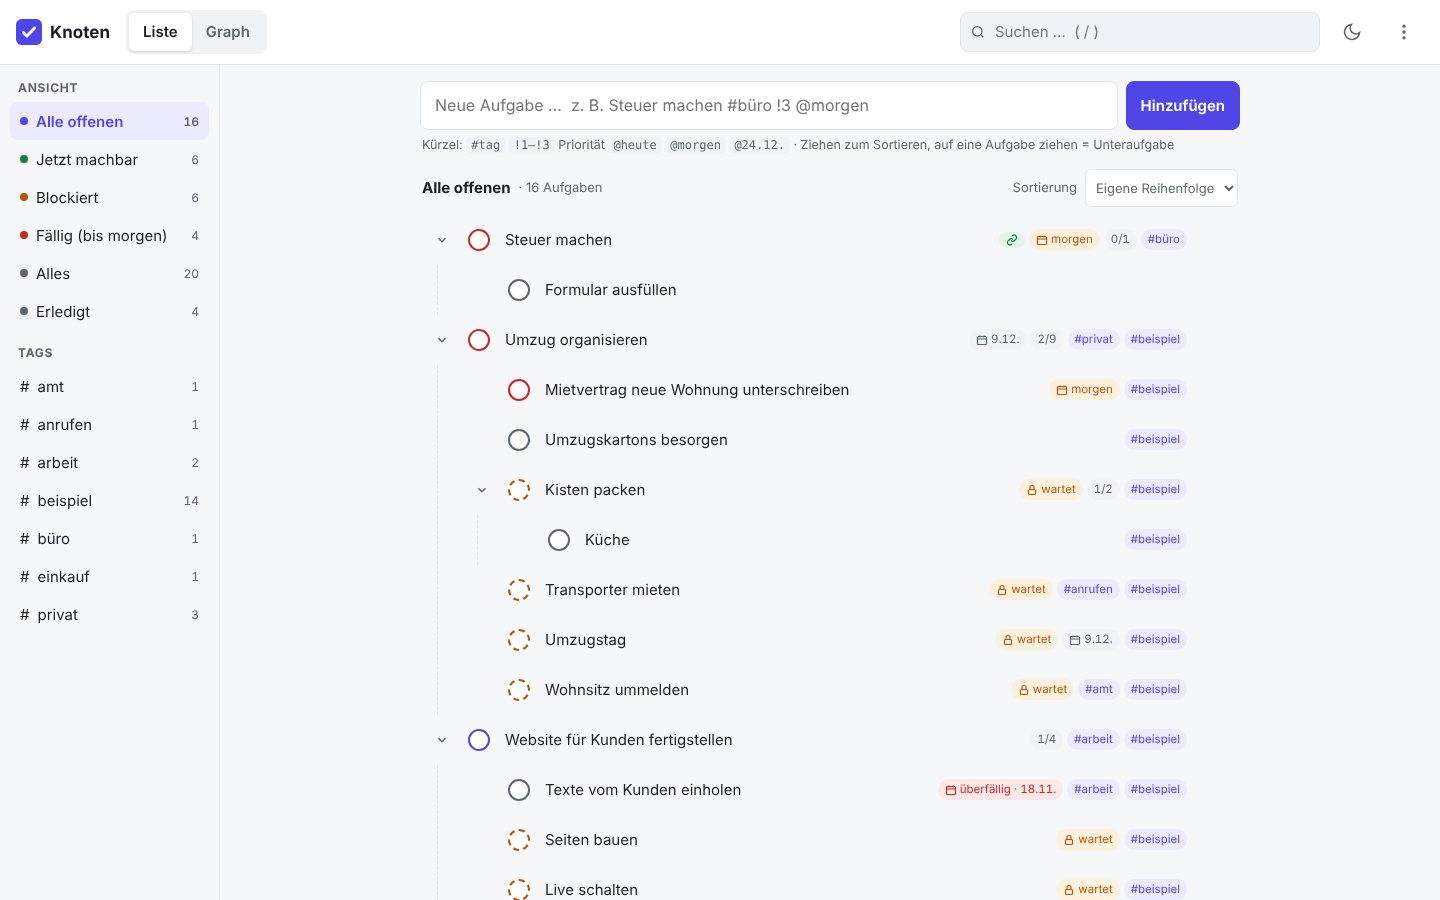 Knoten
Liste
Graph
Suchen … ( / )
ANSICHT
Alle offenen 16
Jetzt machbar 6
Blockiert 6
Fällig (bis morgen) 4
Alles 20
Erledigt 4
TAGS
# amt 1
# anrufen 1
# arbeit 2
# beispiel 14
# büro 1
# einkauf 1
# privat 3
Neue Aufgabe … z. B. Steuer machen #büro !3 @morgen
Hinzufügen
Kürzel: #tag !1–!3 Priorität @heute @morgen @24.12. · Ziehen zum Sortieren, auf eine Aufgabe ziehen = Unteraufgabe
Alle offenen · 16 Aufgaben
Sortierung Eigene Reihenfolge
Steuer machen morgen 0/1 #büro
Formular ausfüllen
Umzug organisieren 9.12. 2/9 #privat #beispiel
Mietvertrag neue Wohnung unterschreiben morgen #beispiel
Umzugskartons besorgen #beispiel
Kisten packen wartet 1/2 #beispiel
Küche #beispiel
Transporter mieten wartet #anrufen #beispiel
Umzugstag wartet 9.12. #beispiel
Wohnsitz ummelden wartet #amt #beispiel
Website für Kunden fertigstellen 1/4 #arbeit #beispiel
Texte vom Kunden einholen überfällig · 18.11. #arbeit #beispiel
Seiten bauen wartet #beispiel
Live schalten wartet #beispiel